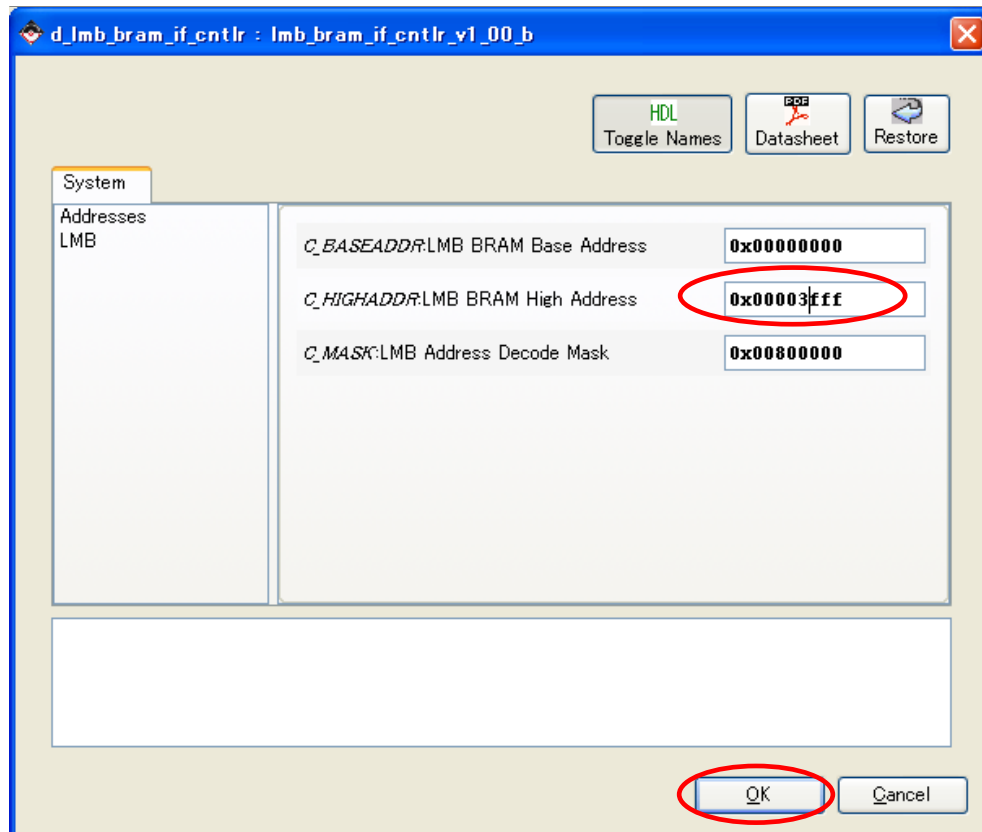 d_lmb_bram_if_cntlr : lmb_bram_if_cntlr_v1_00_b
HDL
Toggle Names
PDF
Datasheet
Restore
System
Addresses
LMB
C_BASEADDR:LMB BRAM Base Address 0x00000000
C_HIGHADDR:LMB BRAM High Address 0x00003fff
C_MASK:LMB Address Decode Mask 0x00800000
OK
Cancel